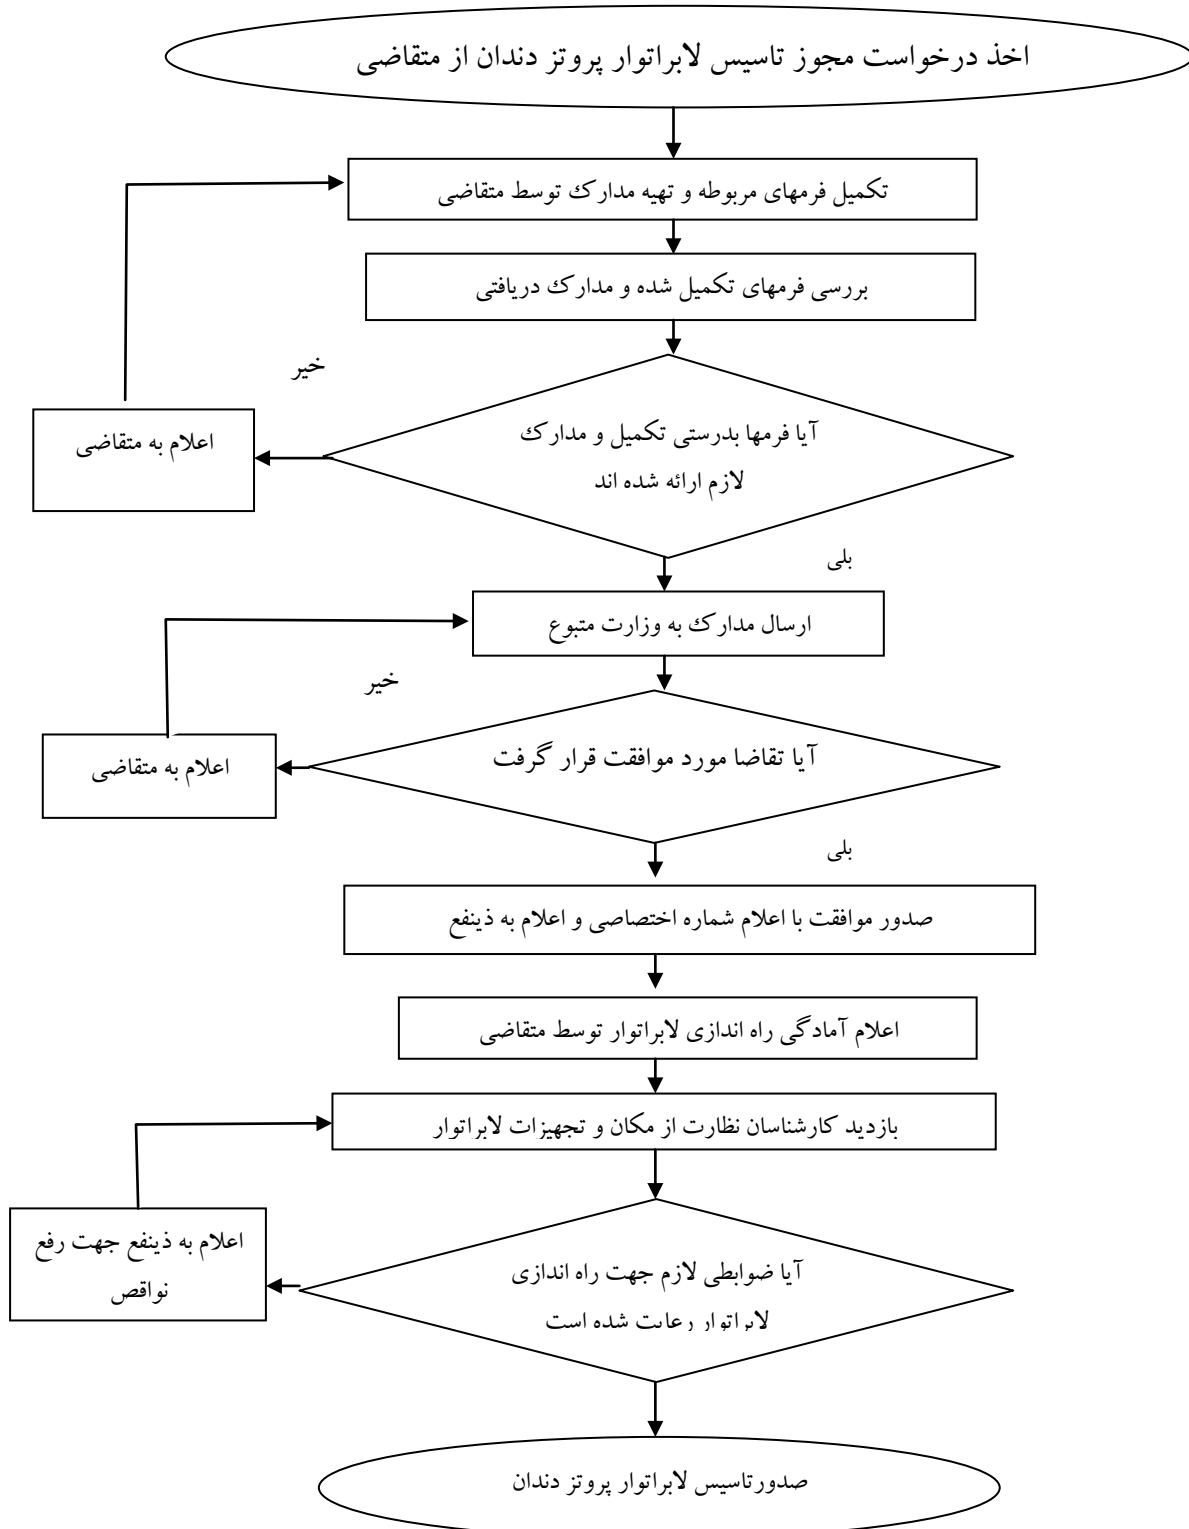 اخذ درخواست مجوز تاسیس لابراتوار پروتز دندان از متقاضی
تکمیل فرمهای مربوطه و تهیه مدارک توسط متقاضی
بررسی فرمهای تکمیل شده و مدارک دریافتی
خیر
آیا فرمها بدرستی تکمیل و مدارک
لازم ارائه شده اند
اعلام به متقاضی
بلی
ارسال مدارک به وزارت متبوع
خیر
آیا تقاضا مورد موافقت قرار گرفت
اعلام به متقاضی
بلی
صدور موافقت با اعلام شماره اختصاصی و اعلام به ذینفع
اعلام آمادگی راه اندازی لابراتوار توسط متقاضی
بازدید کارشناسان نظارت از مکان و تجهیزات لابراتوار
آیا ضوابطی لازم جهت راه اندازی
لابراتوار رعایت شده است
اعلام به ذینفع جهت رفع
نواقص
صدورتاسیس لابراتوار پروتز دندان